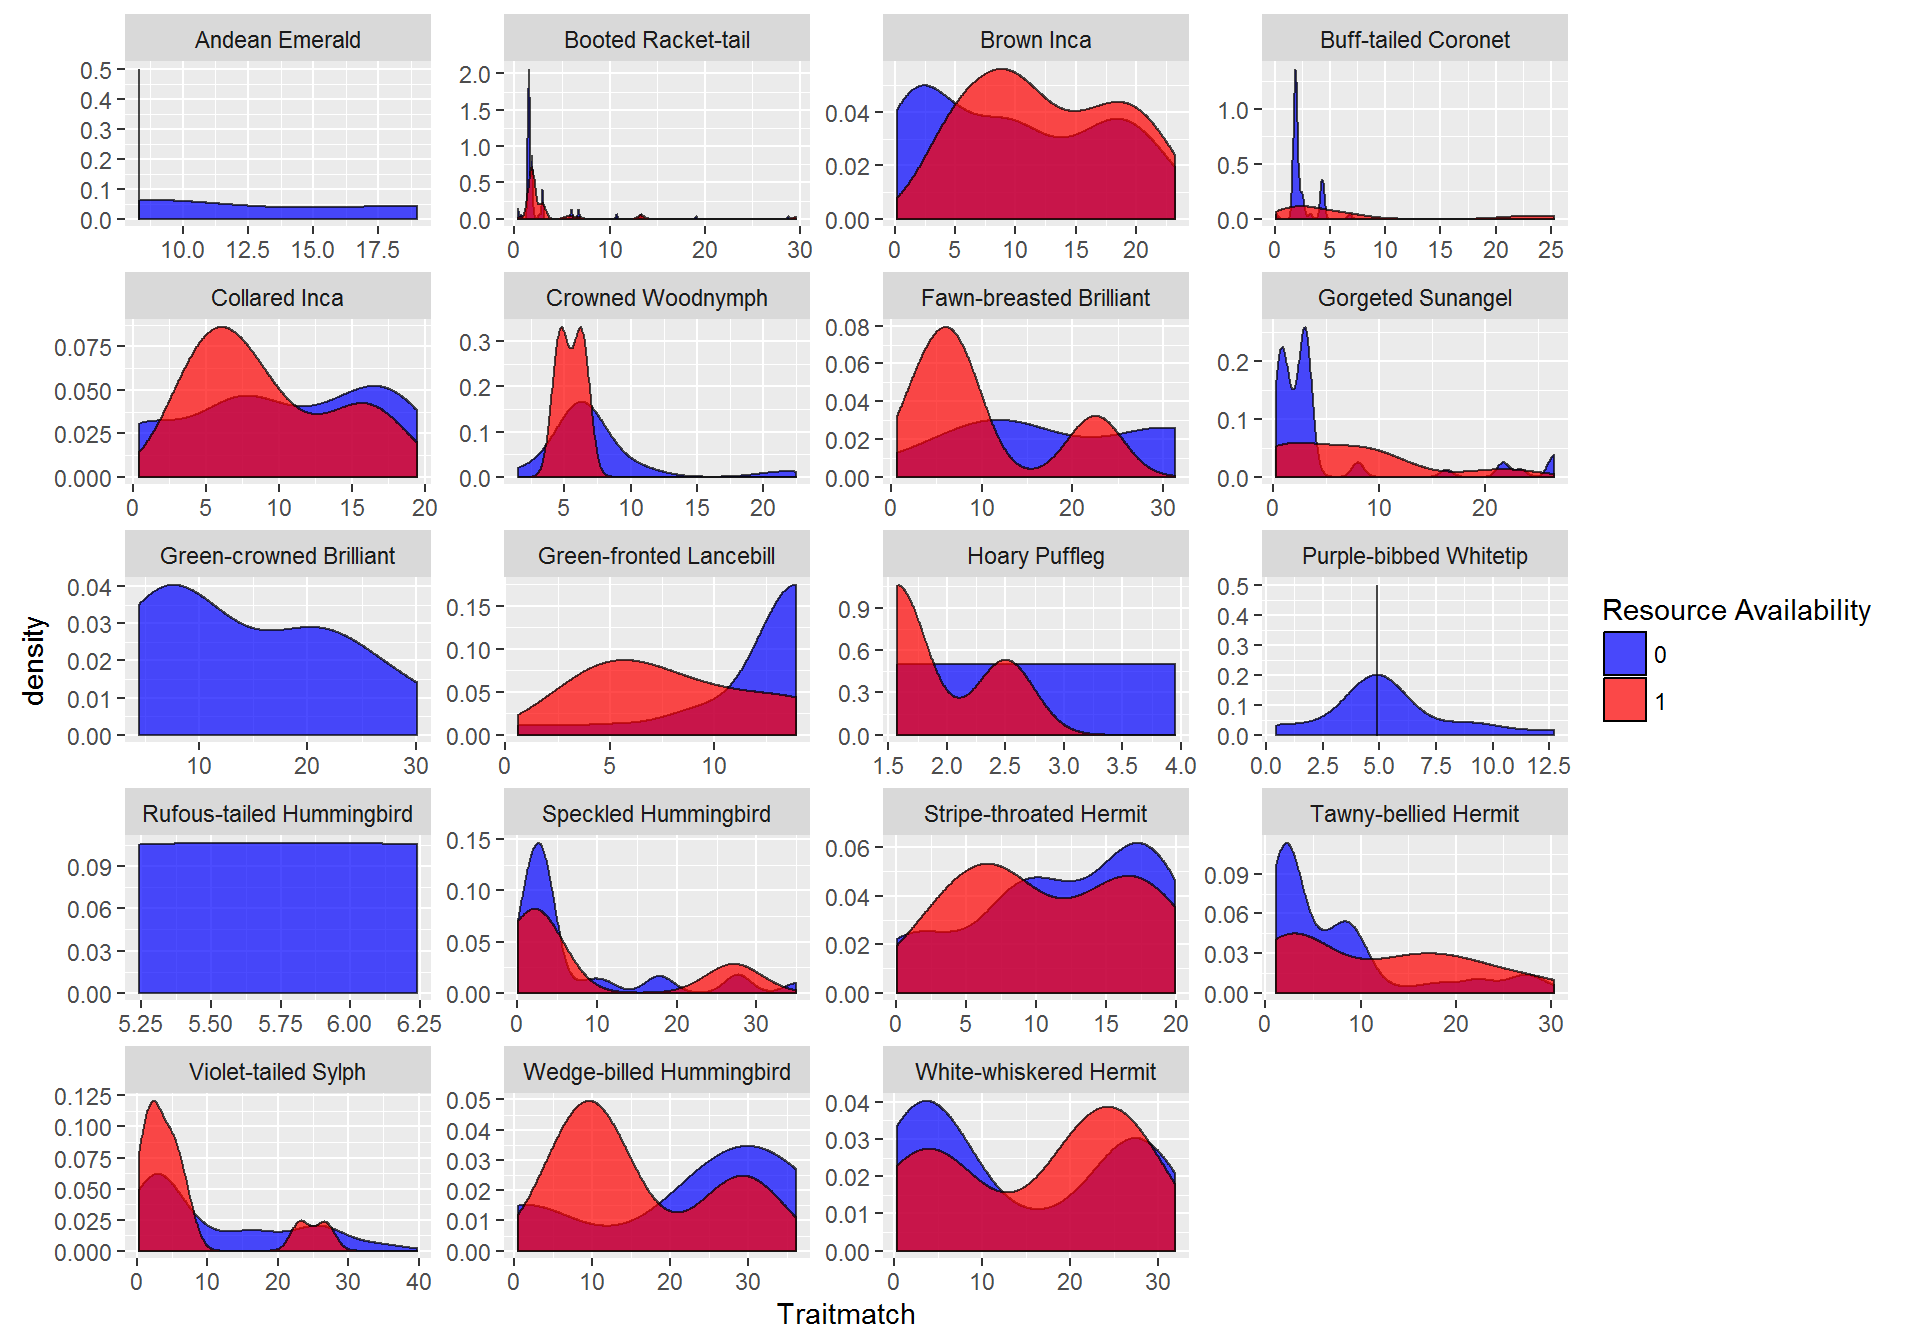 Andean Emerald Booted Racket-tail Brown Inca Buff-tailed Coronet
0.5 0.4 0.3 0.2 0.1 0.0 2.0 1.5 1.0 0.5 0.0 0.04 0.02 0.00 1.0 0.5 0.0
10.0 12.5 15.0 17.5 0 10 20 30 0 5 10 15 20 0 5 10 15 20 25
Collared Inca Crowned Woodnymph Fawn-breasted Brilliant Gorgeted Sunangel
0.075 0.050 0.025 0.000 0.3 0.2 0.1 0.0 0.08 0.06 0.04 0.02 0.00 0.2 0.1 0.0
0 5 10 15 20 5 10 15 20 0 10 20 30 0 10 20
Green-crowned Brilliant Green-fronted Lancebill Hoary Puffleg Purple-bibbed Whitetip
0.04 0.03 0.02 0.01 0.00 0.15 0.10 0.05 0.00 0.9 0.6 0.3 0.0 0.5 0.4 0.3 0.2 0.1 0.0
10 20 30 0 5 10 1.5 2.0 2.5 3.0 3.5 4.0 0.0 2.5 5.0 7.5 10.0 12.5
Rufous-tailed Hummingbird Speckled Hummingbird Stripe-throated Hermit Tawny-bellied Hermit
0.09 0.06 0.03 0.00 0.15 0.10 0.05 0.00 0.06 0.04 0.02 0.00 0.09 0.06 0.03 0.00
5.25 5.50 5.75 6.00 6.25 0 10 20 30 0 5 10 15 20 0 10 20 30
Violet-tailed Sylph Wedge-billed Hummingbird White-whiskered Hermit
0.125 0.100 0.075 0.050 0.025 0.000 0.05 0.04 0.03 0.02 0.01 0.00 0.04 0.03 0.02 0.01 0.00
0 10 20 30 40 0 10 20 30 0 10 20 30
Traitmatch
density
Resource Availability
0
1